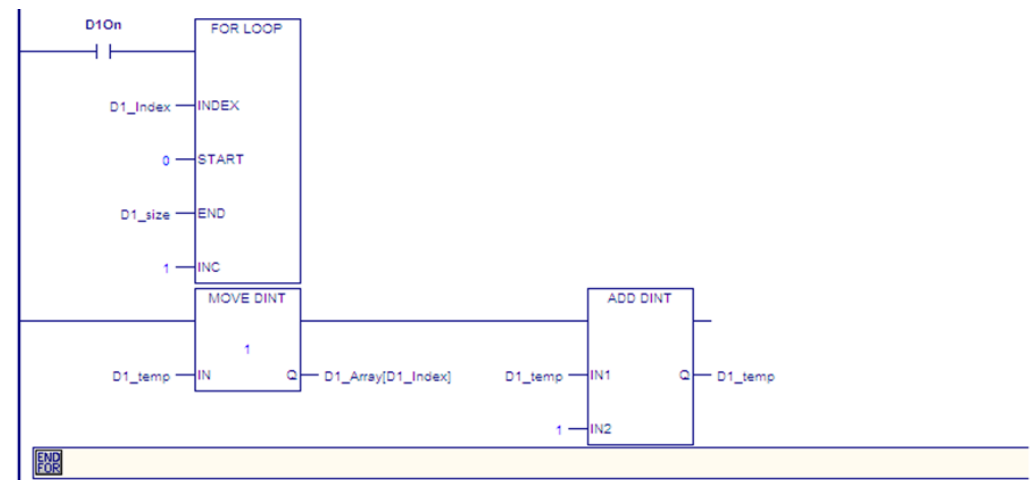 D1On
FOR LOOP
D1_Index INDEX
0 START
D1_size END
1 INC
MOVE DINT
ADD DINT
1
D1_temp IN Q D1_Array[D1_Index] D1_temp IN1 Q D1_temp
1 IN2
END
FOR